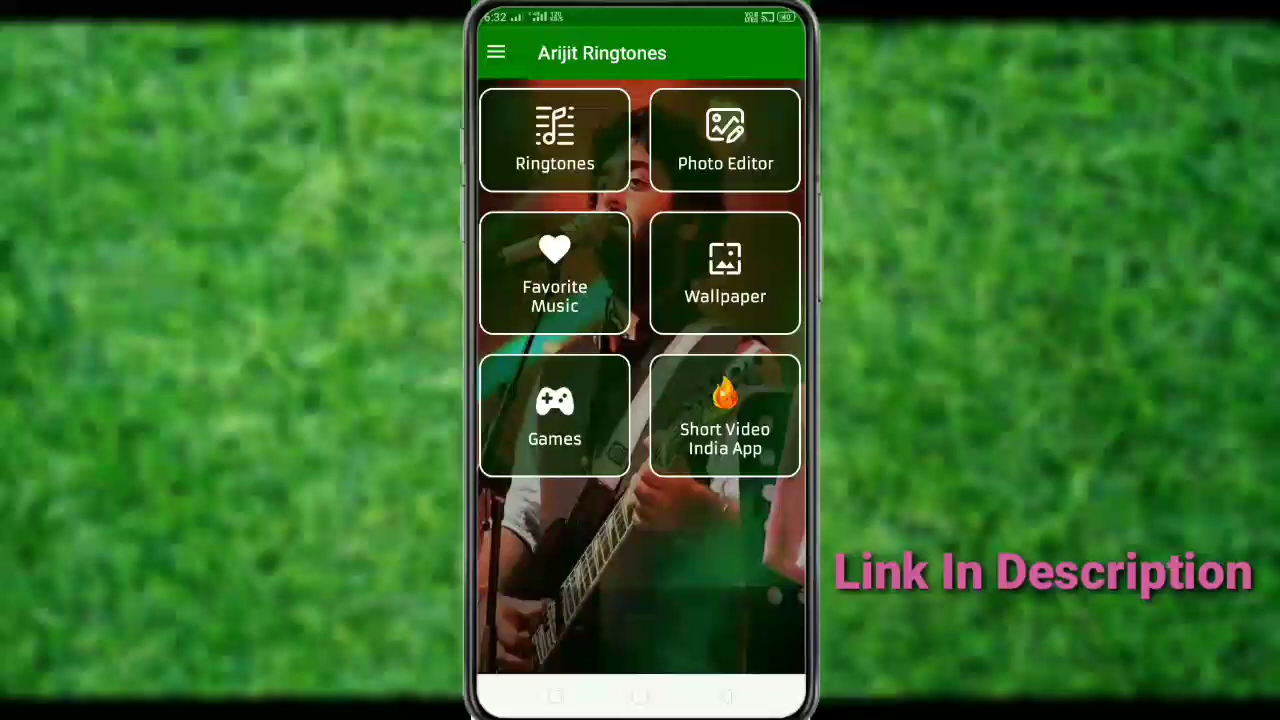 6:32
Arijit Ringtones
Ringtones
Photo Editor
Favorite
Music
Wallpaper
Games
Short Video
India App
Link In Description